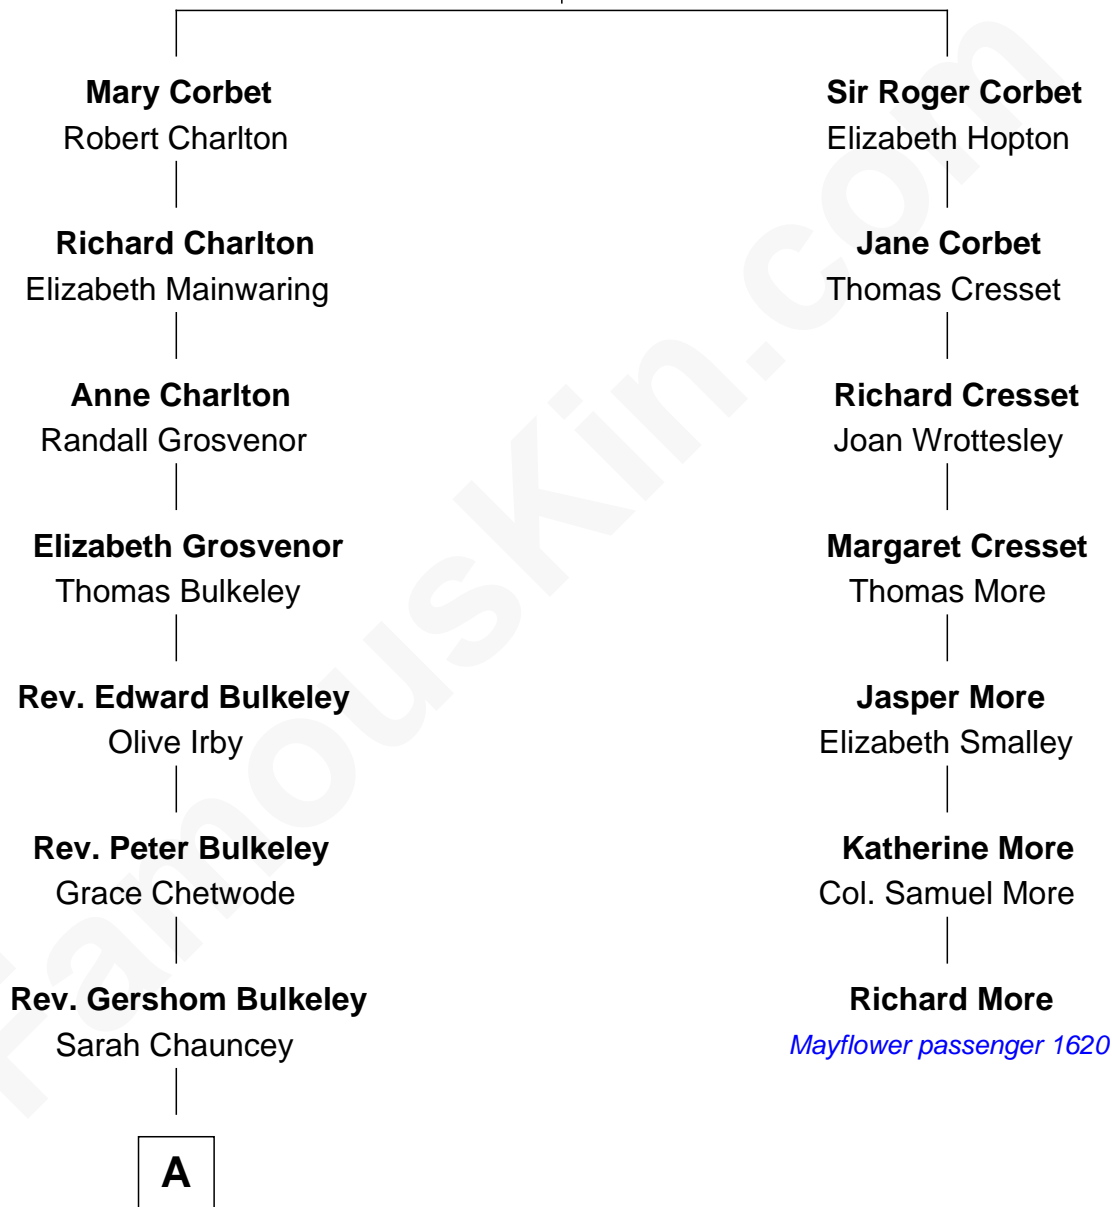 Mary Corbet
Robert Charlton
Richard Charlton
Elizabeth Mainwaring
Anne Charlton
Randall Grosvenor
Elizabeth Grosvenor
Thomas Bulkeley
Rev. Edward Bulkeley
Olive Irby
Rev. Peter Bulkeley
Grace Chetwode
Rev. Gershom Bulkeley
Sarah Chauncey
A
Sir Roger Corbet
Elizabeth Hopton
Jane Corbet
Thomas Cresset
Richard Cresset
Joan Wrottesley
Margaret Cresset
Thomas More
Jasper More
Elizabeth Smalley
Katherine More
Col. Samuel More
Richard More
Mayflower passenger 1620
FamousKin.com